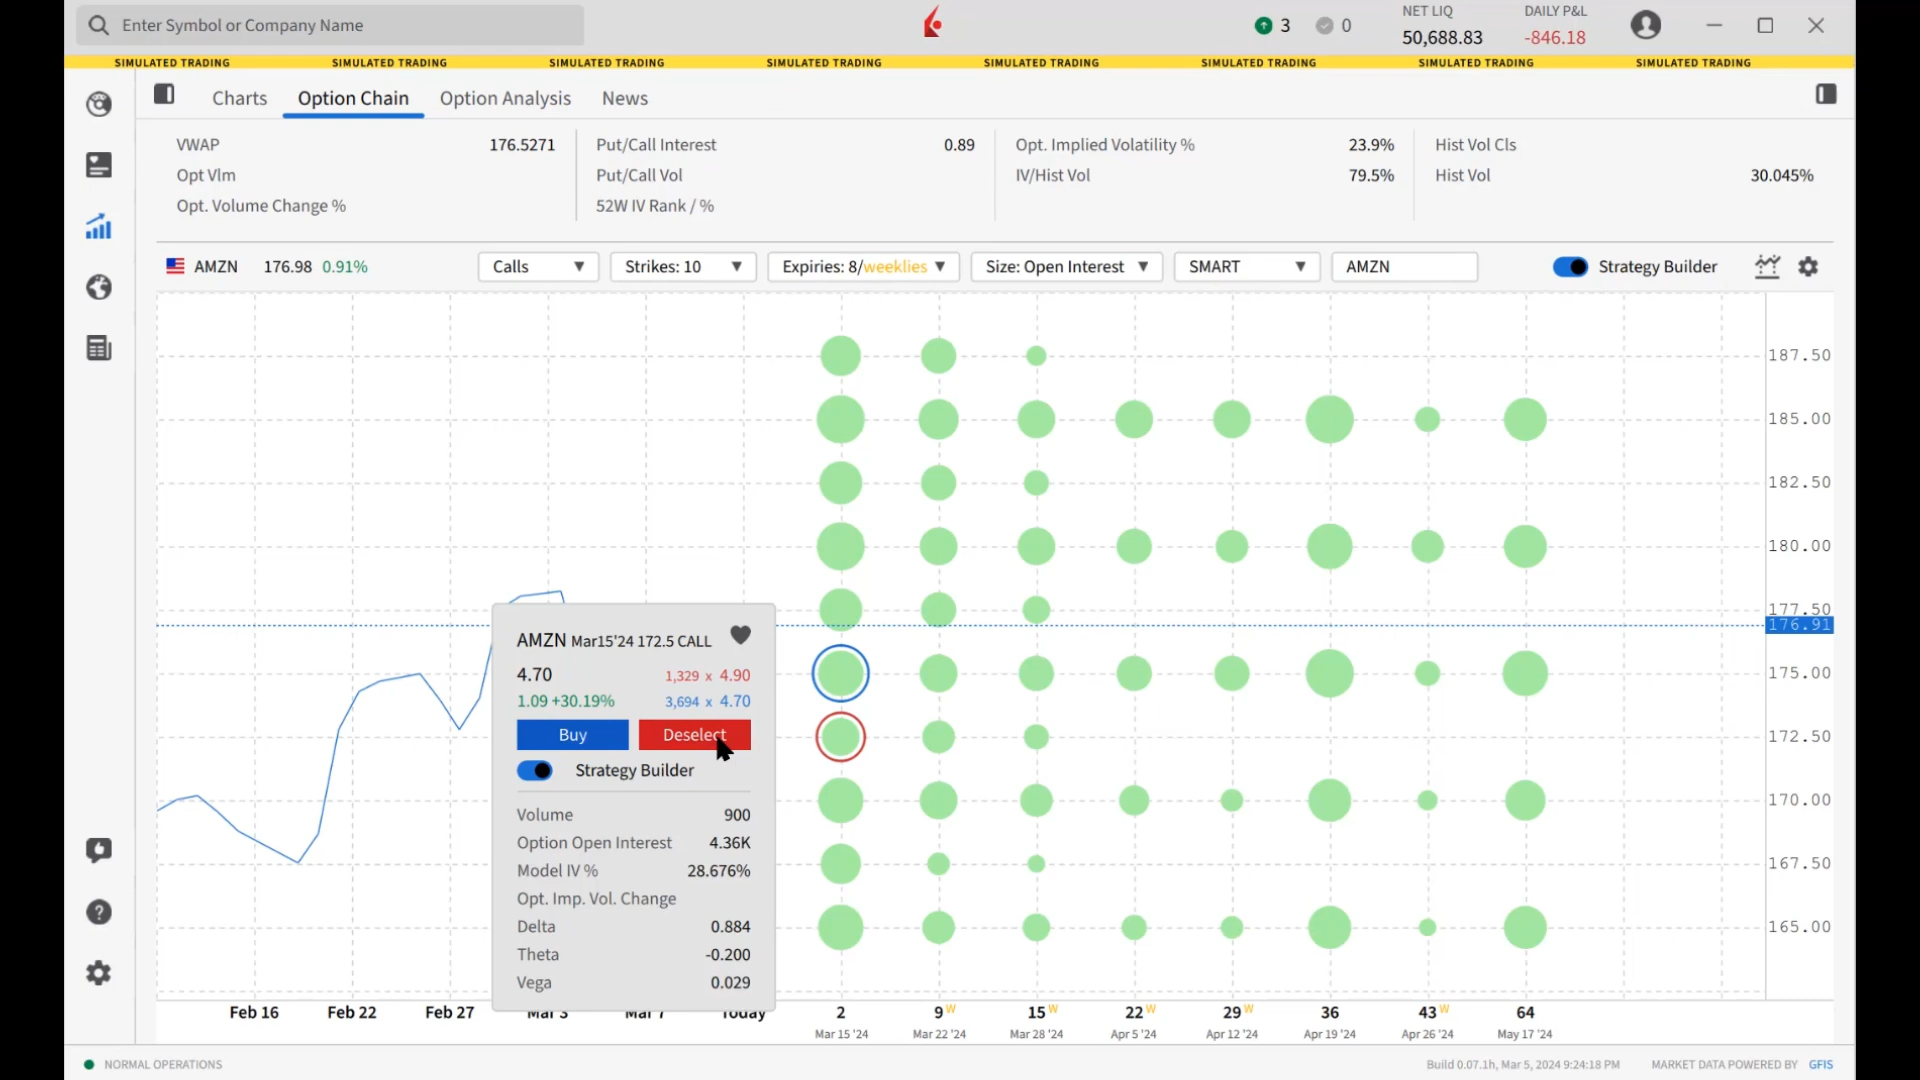 Enter Symbol or Company Name
3
0
NET LIQ
50,688.83
DAILY P&L
-846.18
SIMULATED TRADING SIMULATED TRADING SIMULATED TRADING SIMULATED TRADING SIMULATED TRADING SIMULATED TRADING SIMULATED TRADING SIMULATED TRADING
Charts Option Chain Option Analysis News
VWAP 176.5271 Put/Call Interest 0.89 Opt. Implied Volatility % 23.9% Hist Vol Cls
Opt Vlm Put/Call Vol IV/Hist Vol 79.5% Hist Vol 30.045%
Opt. Volume Change % 52W IV Rank / %
AMZN 176.98 0.91% Calls Strikes: 10 Expiries: 8/weeklies Size: Open Interest SMART AMZN Strategy Builder
187.50
185.00
182.50
180.00
177.50
176.91
175.00
172.50
170.00
167.50
165.00
AMZN Mar15'24 172.5 CALL
4.70 1,329 x 4.90
1.09 +30.19% 3,694 x 4.70
Buy Deselect
Strategy Builder
Volume 900
Option Open Interest 4.36K
Model IV % 28.676%
Opt. Imp. Vol. Change
Delta 0.884
Theta -0.200
Vega 0.029
Feb 16 Feb 22 Feb 27 Mar 3 Mar 7 Today 2 9 W 15 W 22 W 29 W 36 43 W 64
Mar 15 '24 Mar 22 '24 Mar 28 '24 Apr 5 '24 Apr 12 '24 Apr 19 '24 Apr 26 '24 May 17 '24
NORMAL OPERATIONS
Build 0.07.1h, Mar 5, 2024 9:24:18 PM MARKET DATA POWERED BY GFIS